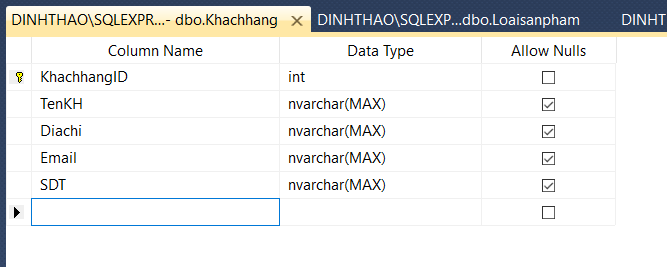 DINHTHAO\SQLEXPR...- dbo.Khachhang DINHTHAO\SQLEXP...dbo.Loaisanpham DINHT
Column Name Data Type Allow Nulls
KhachhangID int
TenKH nvarchar(MAX)
Diachi nvarchar(MAX)
Email nvarchar(MAX)
SDT nvarchar(MAX)